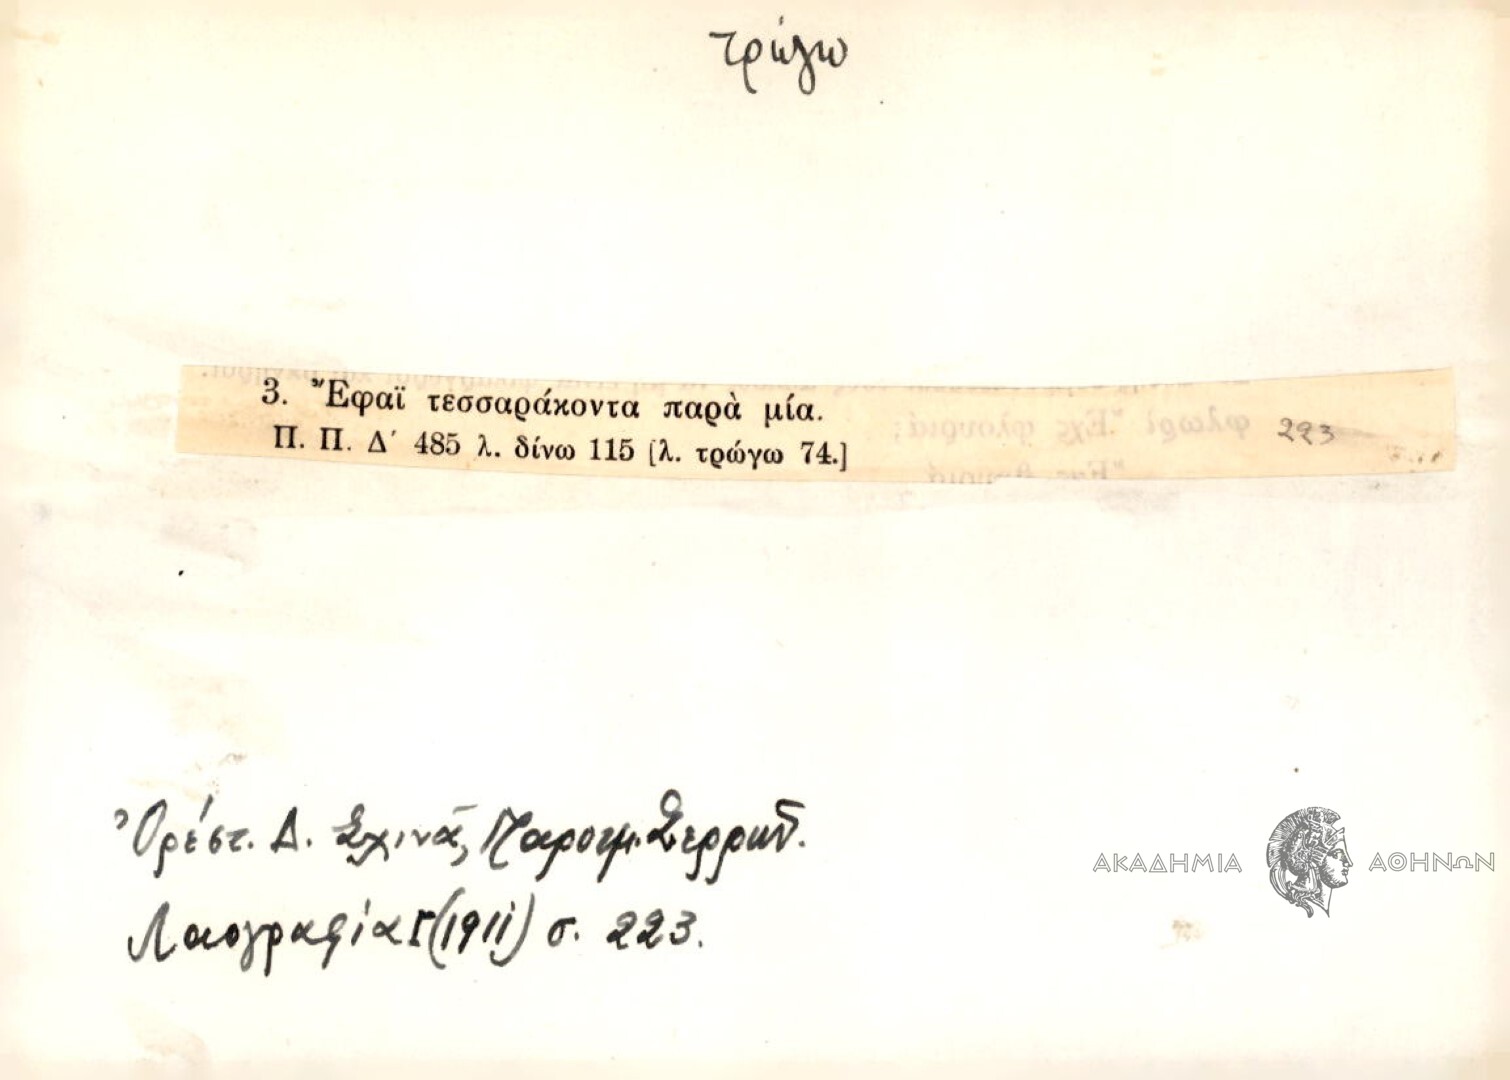 τρώγω
3. Ἔφαϊ τεσσαράκοντα παρὰ μία.
Π. Π. Δ΄ 485 λ. δίνω 115 [λ. τρώγω 74.]
223
Ὀρέστ. Δ. Σχινᾶ, Παροιμ. Σερρῶν.
Λαογραφία Γ (1911) σ. 223.
ΑΚΑΔΗΜΙΑ ΑΘΗΝΩΝ